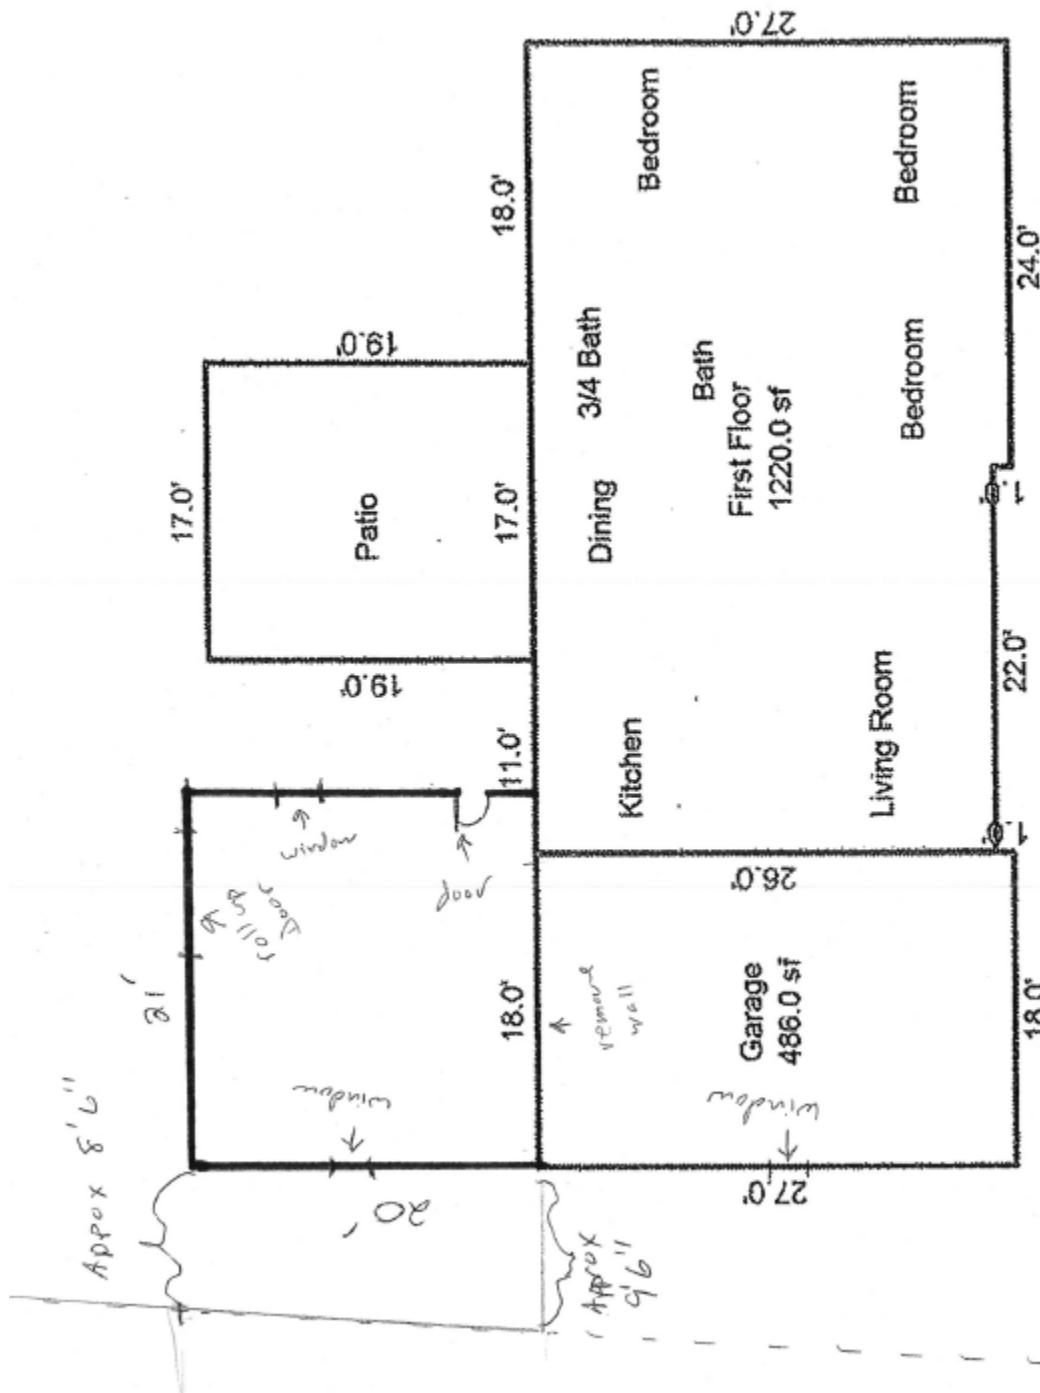 27.0'
18.0'
Bedroom
Bedroom
24.0'
19.0'
17.0'
Patio
17.0'
19.0'
3/4 Bath
Bath
Dining
First Floor
1220.0 sf
Bedroom
1.'
22.0'
1.'
11.0'
Kitchen
Living Room
window
Door
roll up
Door
21'
26.0'
18.0'
remove
wall
Garage
486.0 sf
18.0'
window
window
27.0'
20'
Approx 8'6"
Approx
9'6"